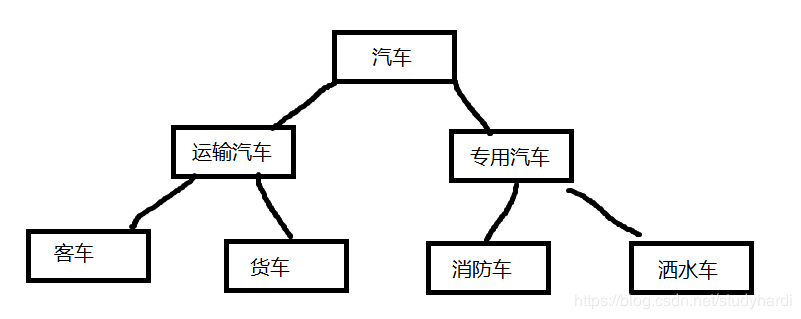 汽车
运输汽车
专用汽车
客车
货车
消防车
洒水车
https://blog.csdn.net/studyhardi